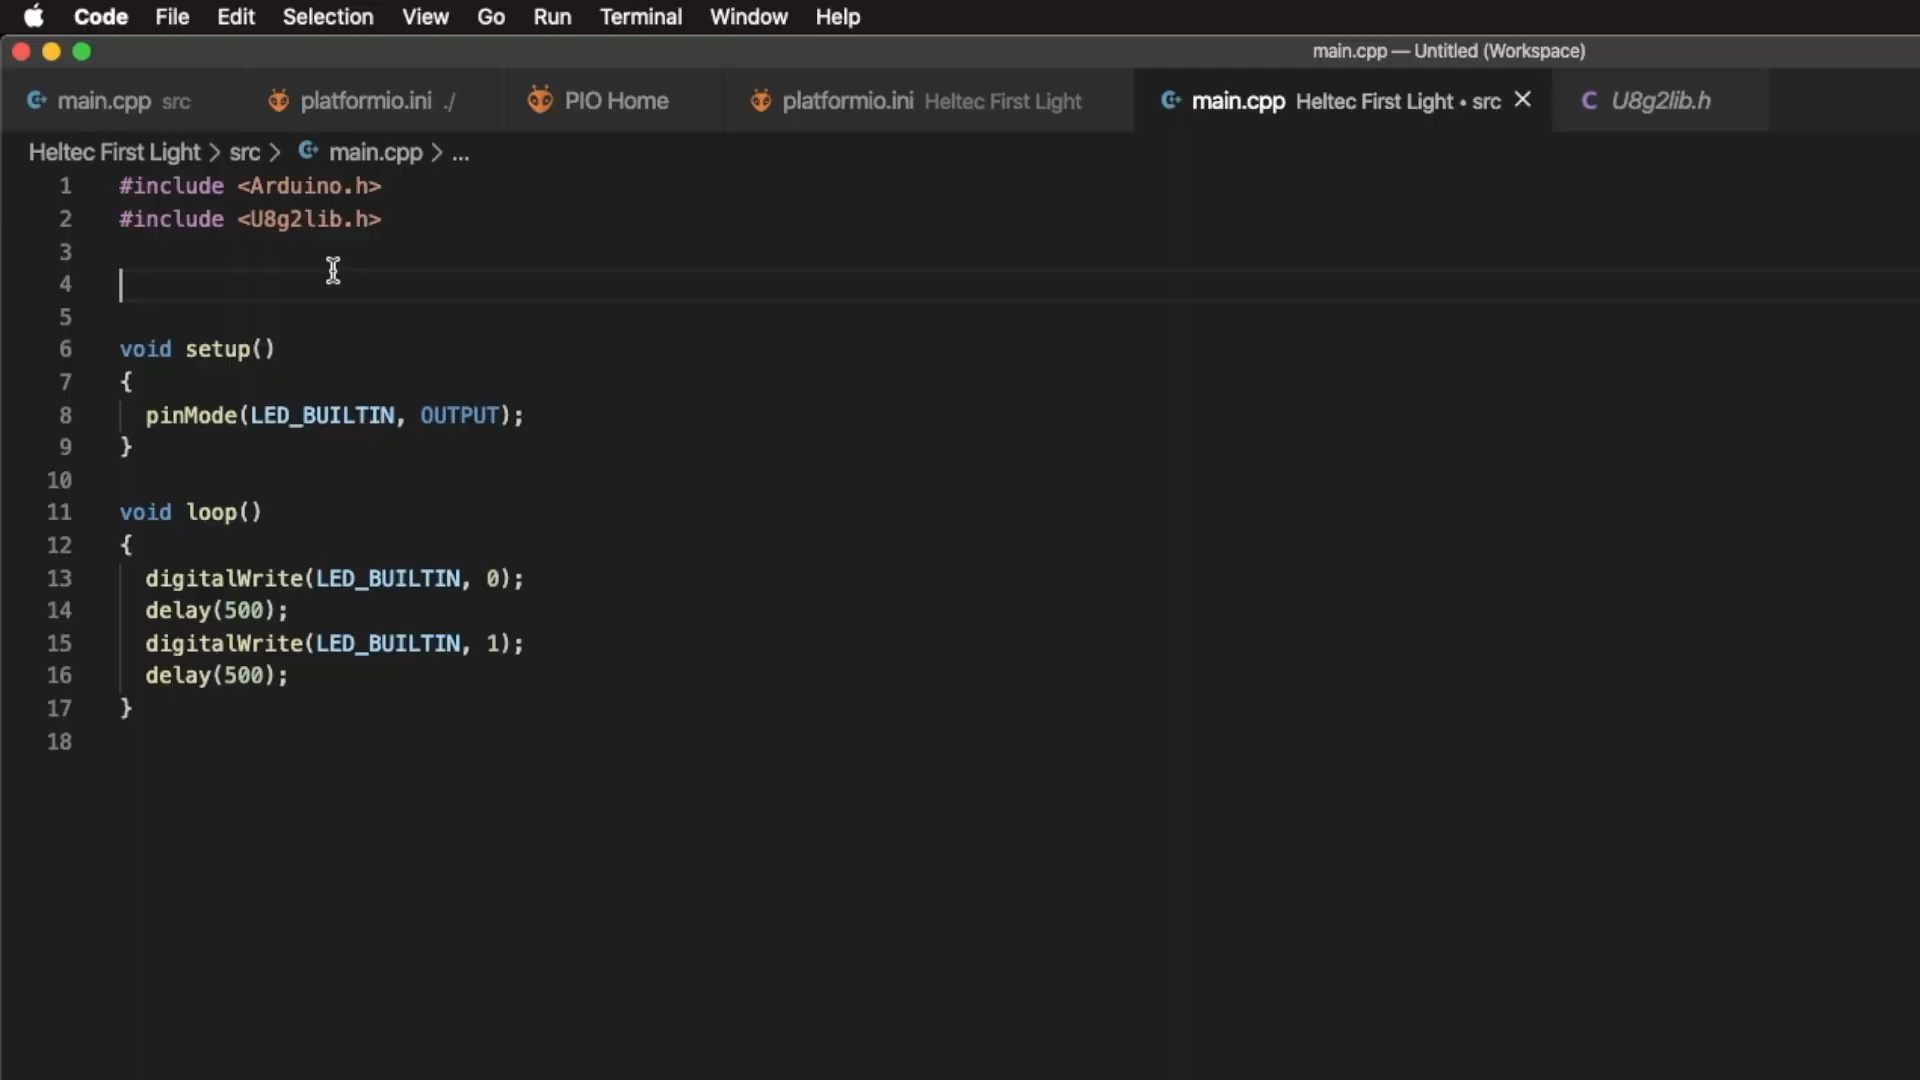 Code File Edit Selection View Go Run Terminal Window Help
main.cpp — Untitled (Workspace)
main.cpp src platformio.ini ./ PIO Home platformio.ini Heltec First Light main.cpp Heltec First Light • src U8g2lib.h
Heltec First Light > src > main.cpp > ...
1 #include <Arduino.h>
2 #include <U8g2lib.h>
3
4
5
6 void setup()
7 {
8 pinMode(LED_BUILTIN, OUTPUT);
9 }
10
11 void loop()
12 {
13 digitalWrite(LED_BUILTIN, 0);
14 delay(500);
15 digitalWrite(LED_BUILTIN, 1);
16 delay(500);
17 }
18